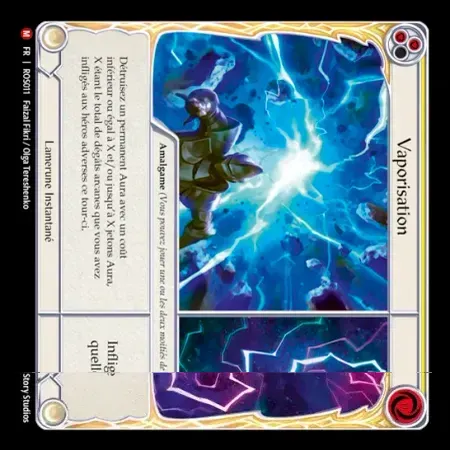 Vaporisation
Amalgame (Vous pouvez jouer une ou les deux moitiés de
Détruisez un permanent Aura avec un coût
inférieur ou égal à X et/ou jusqu'à X jetons Aura,
X étant le total de dégâts arcanes que vous avez
infligés aux héros adverses ce tour-ci.
Lamerune Instantané
Inflige
quell
M FR | ROS011 Faizal Fikri / Olga Tereshenko
Story Studios